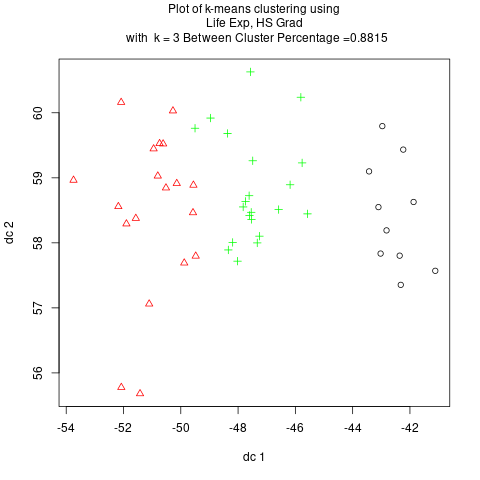 Plot of k-means clustering using
Life Exp, HS Grad
with k = 3 Between Cluster Percentage =0.8815
60
59
58
57
56
dc 2
-54 -52 -50 -48 -46 -44 -42
dc 1